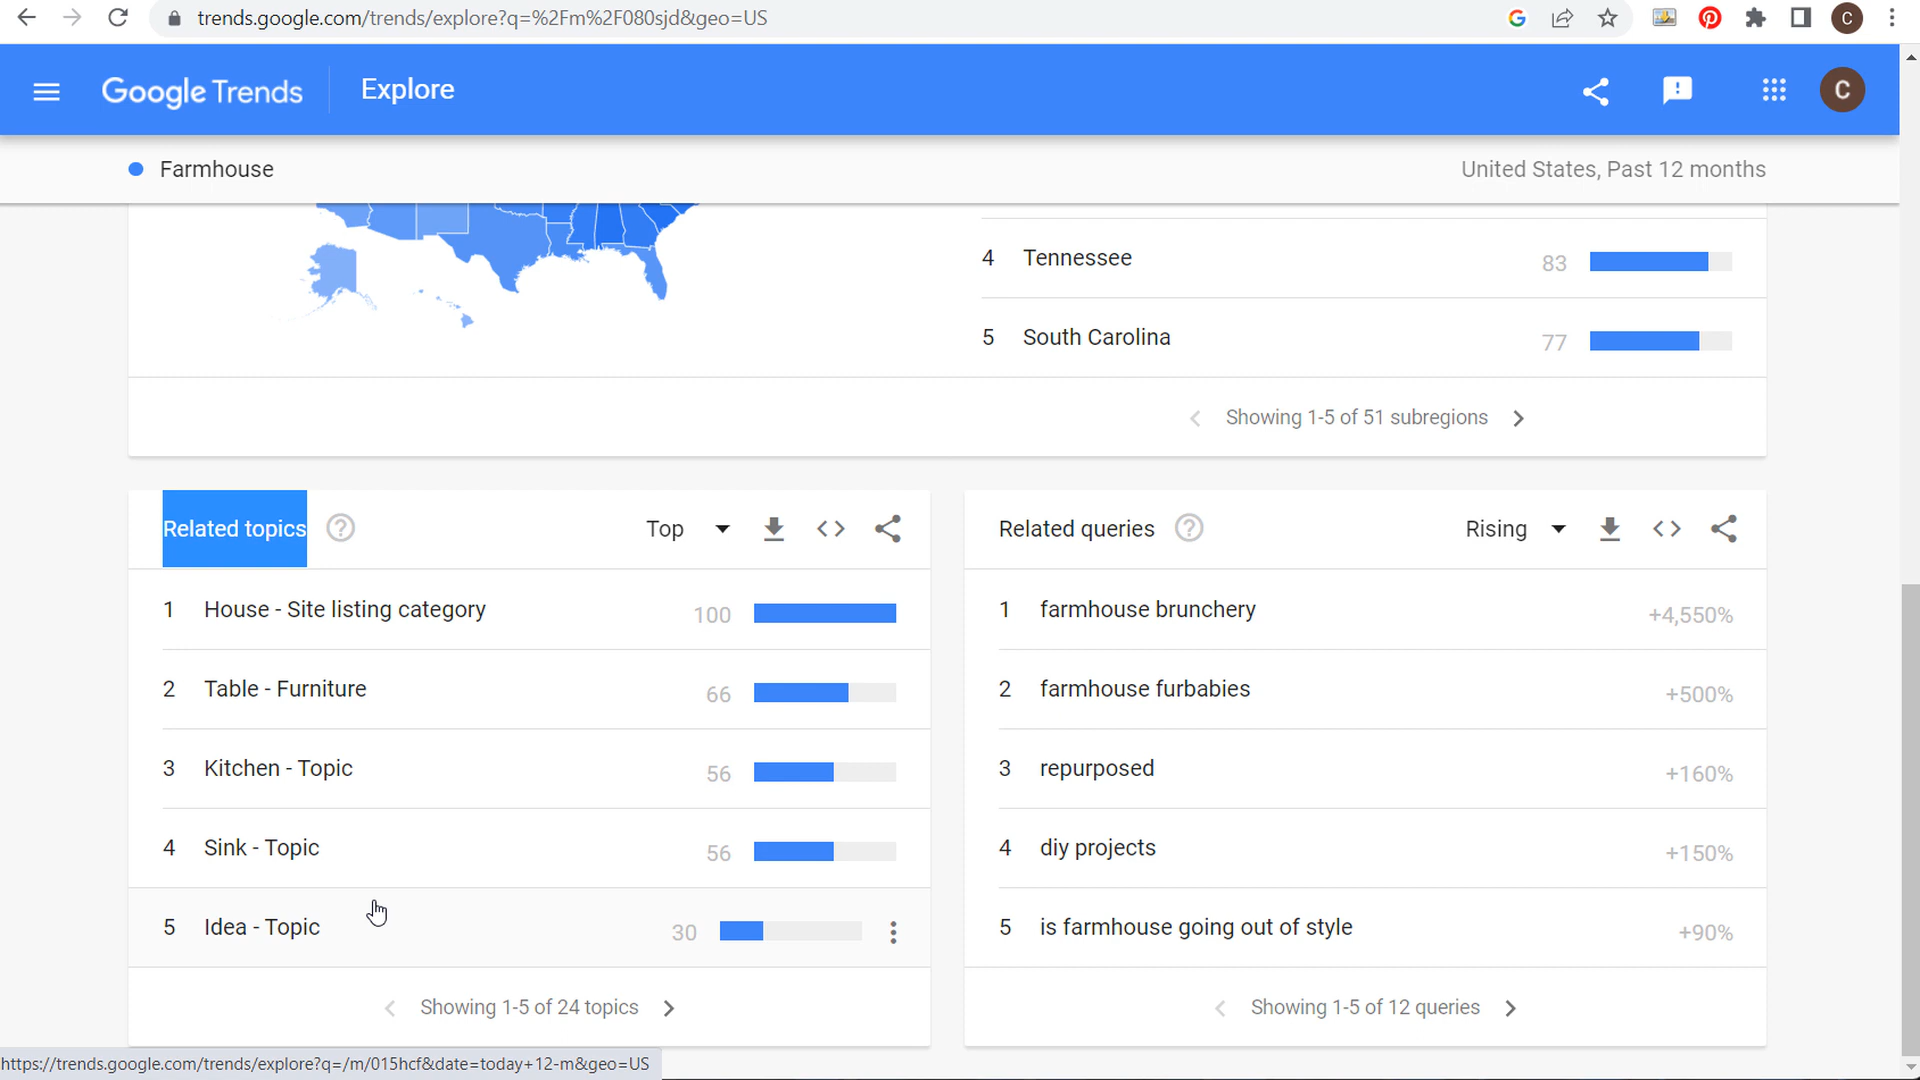 trends.google.com/trends/explore?q=%2Fm%2F080sjd&geo=US
G
C
Google Trends
Explore
C
Farmhouse
United States, Past 12 months
4 Tennessee 83
5 South Carolina 77
Showing 1-5 of 51 subregions
Related topics ?
Top
1 House - Site listing category 100
2 Table - Furniture 66
3 Kitchen - Topic 56
4 Sink - Topic 56
5 Idea - Topic 30
Showing 1-5 of 24 topics
Related queries ?
Rising
1 farmhouse brunchery +4,550%
2 farmhouse furbabies +500%
3 repurposed +160%
4 diy projects +150%
5 is farmhouse going out of style +90%
Showing 1-5 of 12 queries
https://trends.google.com/trends/explore?q=/m/015hcf&date=today+12-m&geo=US